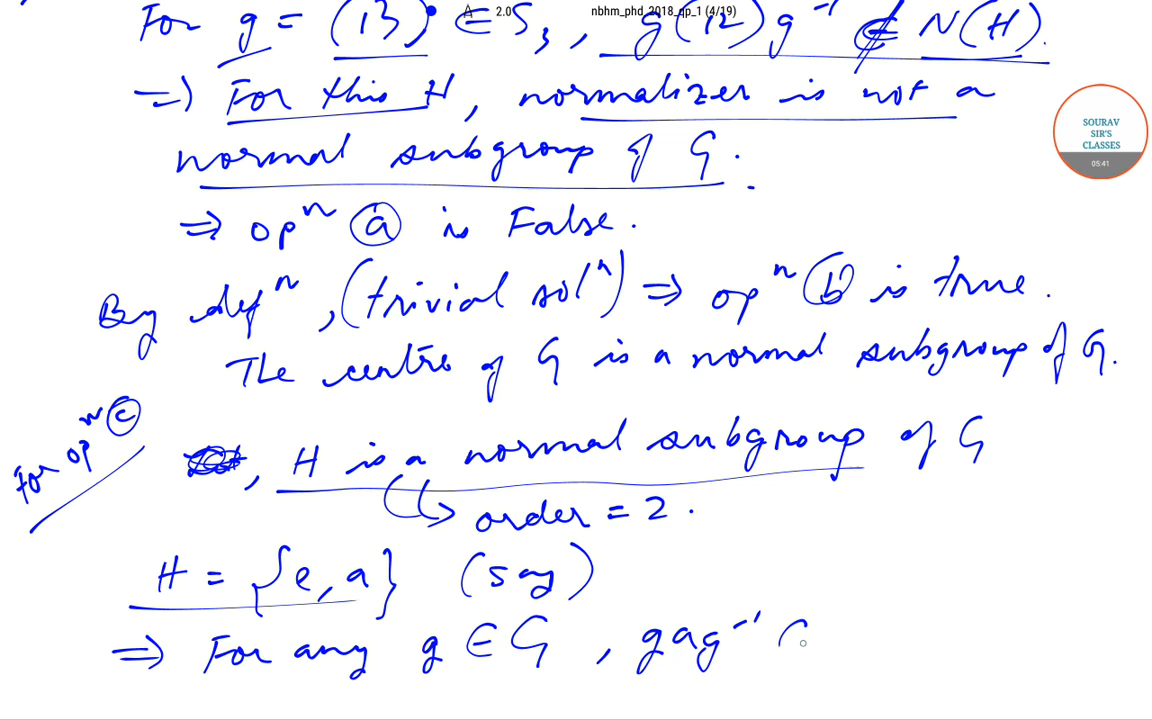 2.0 nbhm_phd_2018_qp_1 (4/19)
For g = (13) ∈ S₃, g(12)g⁻¹ ∉ N(H).
⇒ For this H, normalizer is not a
normal subgroup of G.
⇒ opⁿ ⓐ is False.
By defⁿ, (trivial solⁿ) ⇒ opⁿ ⓑ is true.
The centre of G is a normal subgroup of G.
For opⁿ ⓒ
, H is a normal subgroup of G
↳ order = 2.
H = {e, a} (say)
⇒ For any g ∈ G, gag⁻¹
SOURAV
SIR'S
CLASSES
05:41